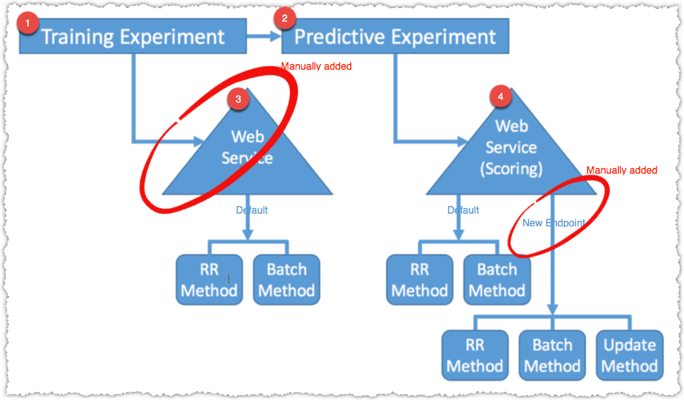 1
Training Experiment
2
Predictive Experiment
Manually added
3
Web
Service
4
Web
Service
(Scoring)
Manually added
Default
Default
New Endpoint
RR
Method
Batch
Method
RR
Method
Batch
Method
RR
Method
Batch
Method
Update
Method